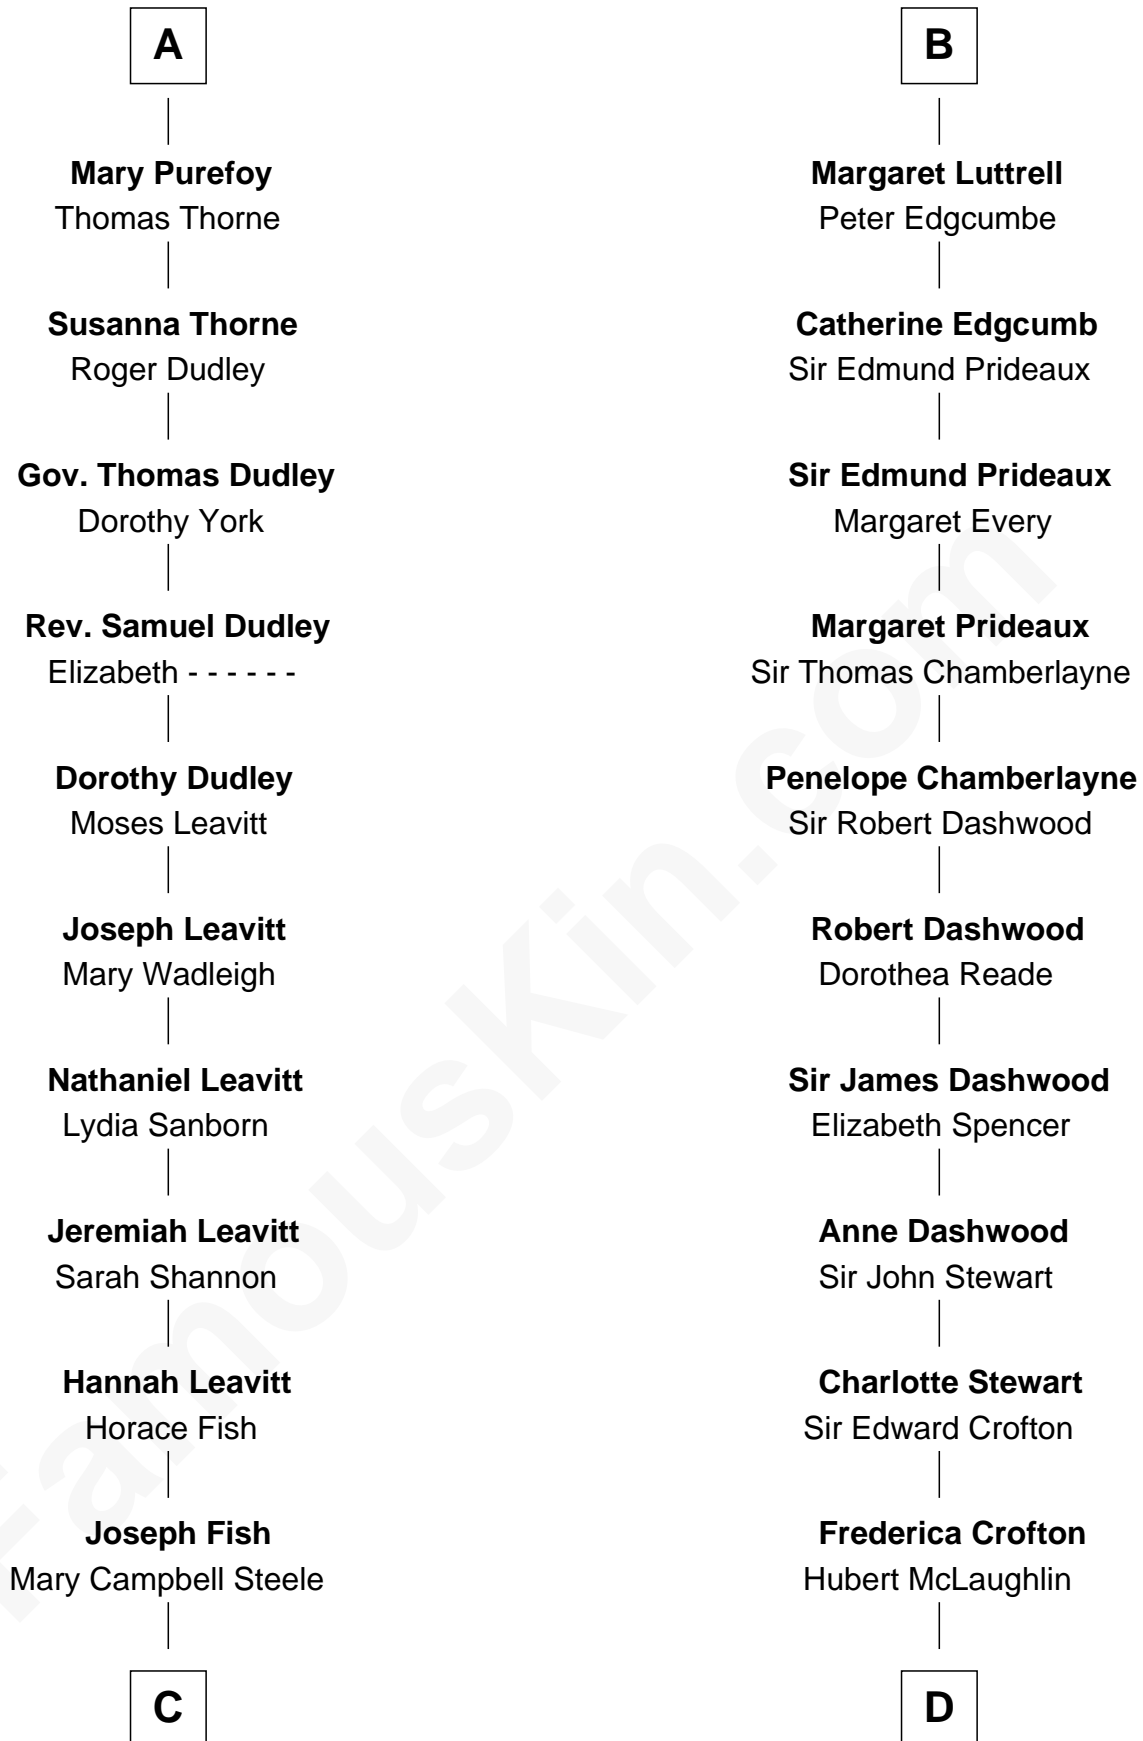 A
Mary Purefoy
Thomas Thorne
Susanna Thorne
Roger Dudley
Gov. Thomas Dudley
Dorothy York
Rev. Samuel Dudley
Elizabeth - - - - - -
Dorothy Dudley
Moses Leavitt
Joseph Leavitt
Mary Wadleigh
Nathaniel Leavitt
Lydia Sanborn
Jeremiah Leavitt
Sarah Shannon
Hannah Leavitt
Horace Fish
Joseph Fish
Mary Campbell Steele
C
B
Margaret Luttrell
Peter Edgcumbe
Catherine Edgcumb
Sir Edmund Prideaux
Sir Edmund Prideaux
Margaret Every
Margaret Prideaux
Sir Thomas Chamberlayne
Penelope Chamberlayne
Sir Robert Dashwood
Robert Dashwood
Dorothea Reade
Sir James Dashwood
Elizabeth Spencer
Anne Dashwood
Sir John Stewart
Charlotte Stewart
Sir Edward Crofton
Frederica Crofton
Hubert McLaughlin
D
FamousKin.com